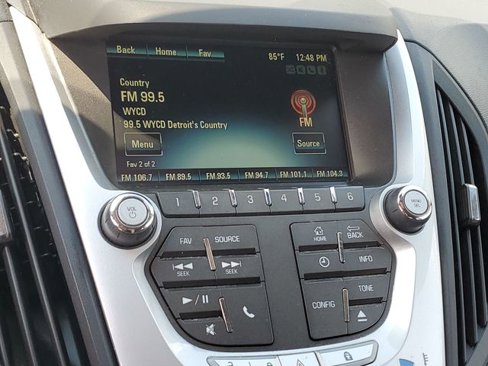 Back Home Fav 85°F 12:48 PM
Country
FM 99.5
WYCD
99.5 WYCD Detroit's Country
FM
Menu Source
Fav 2 of 2
FM 106.7 FM 89.5 FM 93.5 FM 94.7 FM 101.1 FM 104.3
1 2 3 4 5 6
VOL
MENU
SEL
FAV SOURCE
HOME BACK
SEEK SEEK
INFO
CONFIG TONE